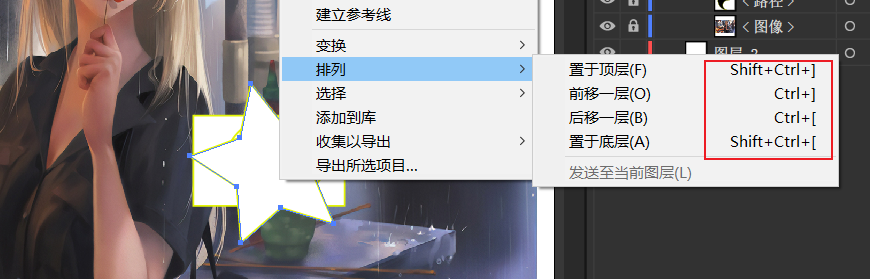 建立参考线
<路径>
<图像>
变换
图层 2
排列
置于顶层(F) Shift+Ctrl+]
选择
前移一层(O) Ctrl+]
添加到库
后移一层(B) Ctrl+[
收集以导出
置于底层(A) Shift+Ctrl+[
导出所选项目...
发送至当前图层(L)